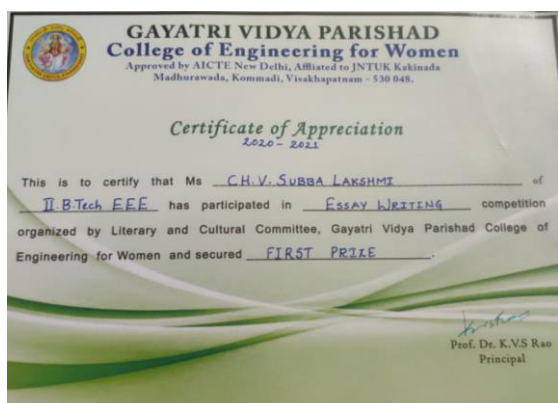 GAYATRI VIDYA PARISHAD
College of Engineering for Women
Approved by AICTE New Delhi, Affliated to JNTUK Kakinada
Madhurawada, Kommadi, Visakhapatnam - 530 048.
Certificate of Appreciation
2020-2021
This is to certify that Ms CH.V. SUBBA LAKSHMI of
II B.Tech EEE has participated in ESSAY WRITING competition
organized by Literary and Cultural Committee, Gayatri Vidya Parishad College of
Engineering for Women and secured FIRST PRIZE.
Prof. Dr. K.V.S Rao
Principal